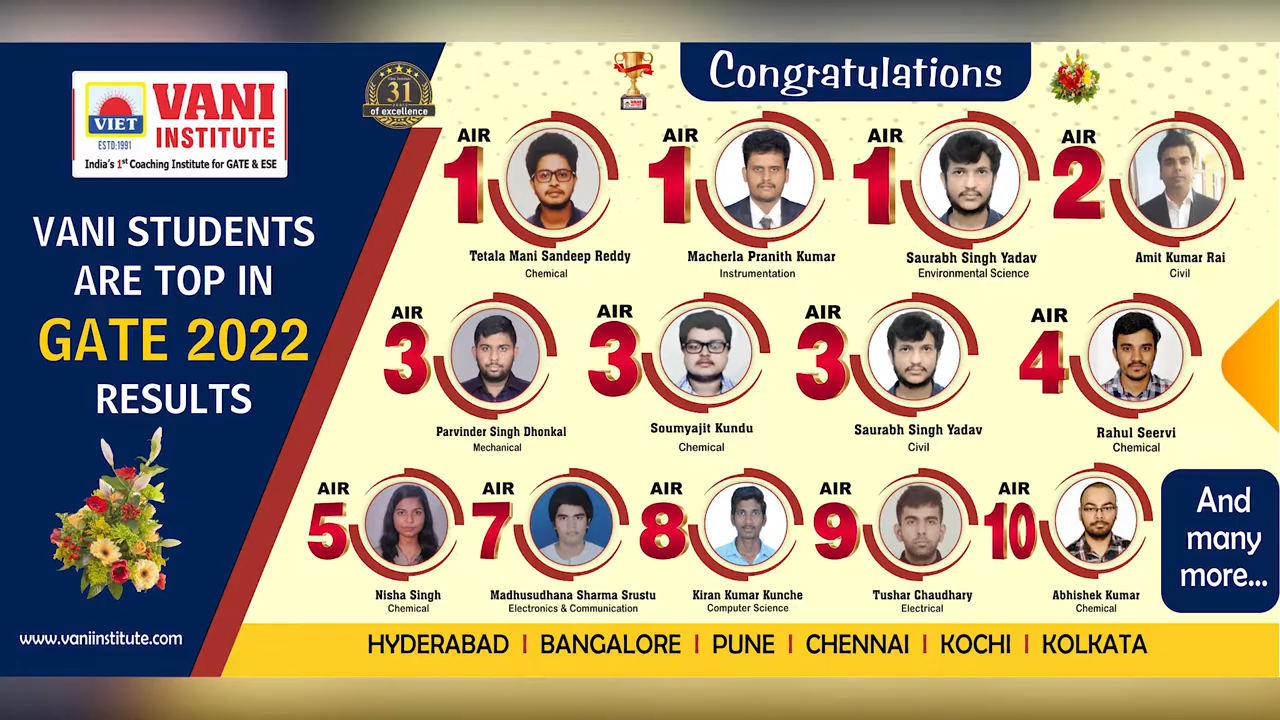 VIET
ESTD:1991
VANI
INSTITUTE
India's 1st Coaching Institute for GATE & ESE
VANI STUDENTS
ARE TOP IN
GATE 2022
RESULTS
www.vaniinstitute.com
31
of excellence
Congratulations
AIR 1 AIR 1 AIR 1 AIR 2
Tetala Mani Sandeep Reddy Macherla Pranith Kumar Saurabh Singh Yadav Amit Kumar Rai
Chemical Instrumentation Environmental Science Civil
AIR 3 AIR 3 AIR 3 AIR 4
Parvinder Singh Dhonkal Soumyajit Kundu Saurabh Singh Yadav Rahul Seervi
Mechanical Chemical Civil Chemical
AIR 5 AIR 7 AIR 8 AIR 9 AIR 10
Nisha Singh Madhusudhana Sharma Srustu Kiran Kumar Kunche Tushar Chaudhary Abhishek Kumar
Chemical Electronics & Communication Computer Science Electrical Chemical
And
many
more...
HYDERABAD | BANGALORE | PUNE | CHENNAI | KOCHI | KOLKATA